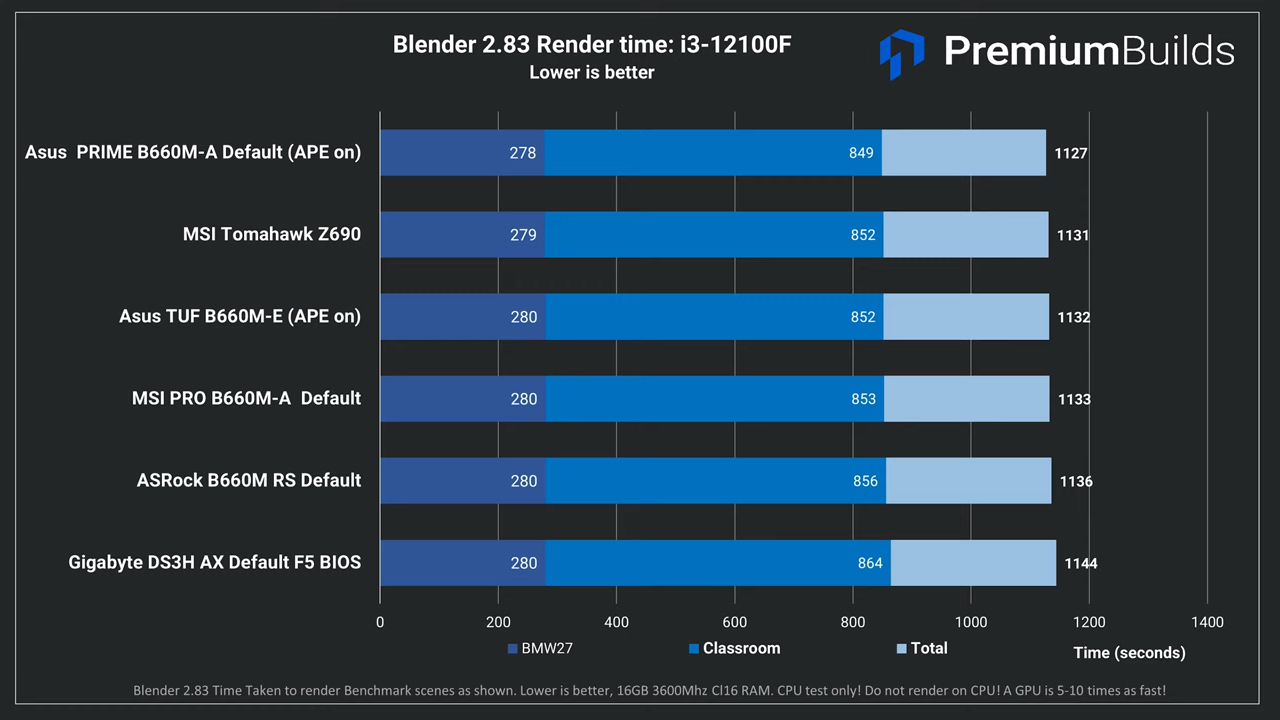 Blender 2.83 Render time: i3-12100F
Lower is better
PremiumBuilds
Asus  PRIME B660M-A Default (APE on) 278 849 1127
MSI Tomahawk Z690 279 852 1131
Asus TUF B660M-E (APE on) 280 852 1132
MSI PRO B660M-A  Default 280 853 1133
ASRock B660M RS Default 280 856 1136
Gigabyte DS3H AX Default F5 BIOS 280 864 1144
0 200 400 600 800 1000 1200 1400
BMW27 Classroom Total Time (seconds)
Blender 2.83 Time Taken to render Benchmark scenes as shown. Lower is better, 16GB 3600Mhz Cl16 RAM. CPU test only! Do not render on CPU! A GPU is 5-10 times as fast!